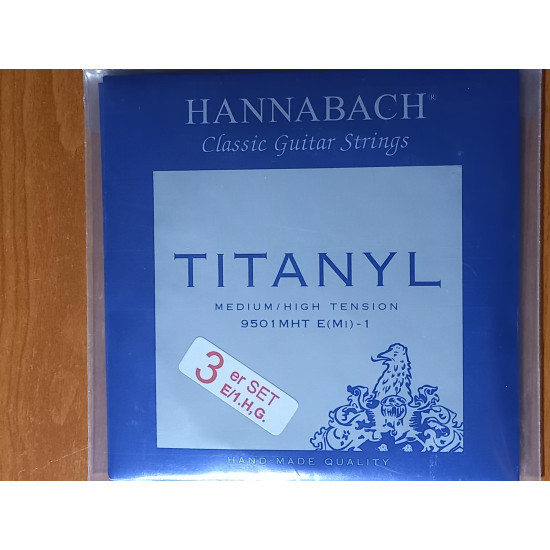 HANNABACH®
Classic Guitar Strings
TITANYL
MEDIUM/HIGH TENSION
9501MHT E(MI)-1
3 er SET
E/1.H,G.
HAND-MADE QUALITY